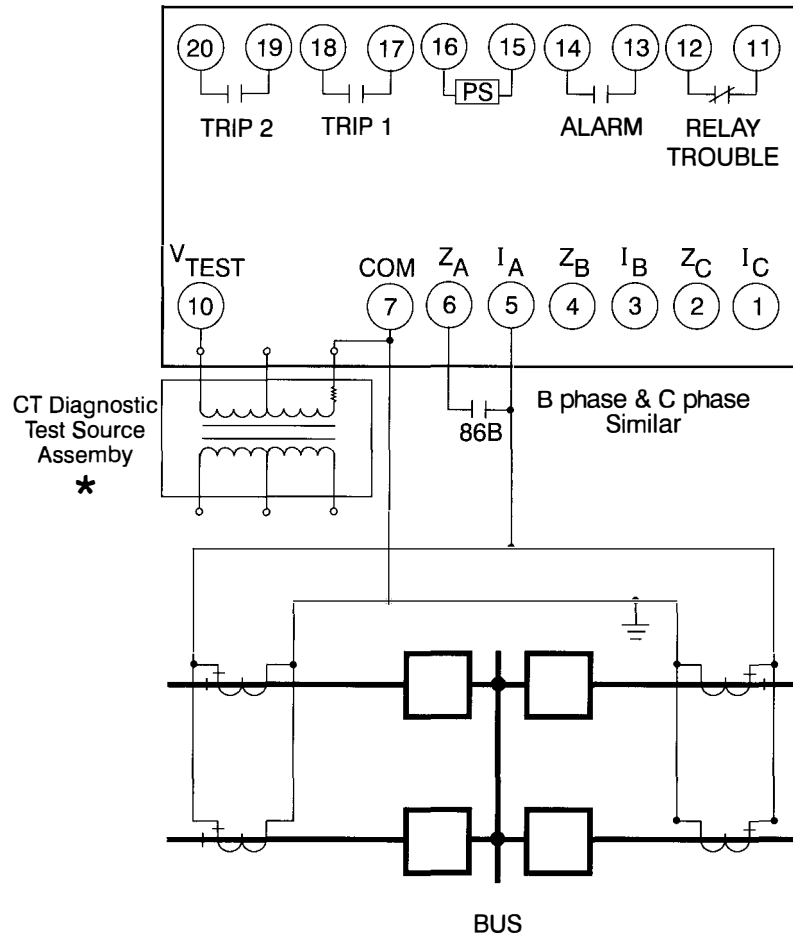 20 19 18 17 16 15 14 13 12 11
PS
TRIP 2 TRIP 1 ALARM RELAY
TROUBLE
VTEST COM ZA IA ZB IB ZC IC
10 7 6 5 4 3 2 1
CT Diagnostic
Test Source
Assemby
*
86B
B phase & C phase
Similar
BUS